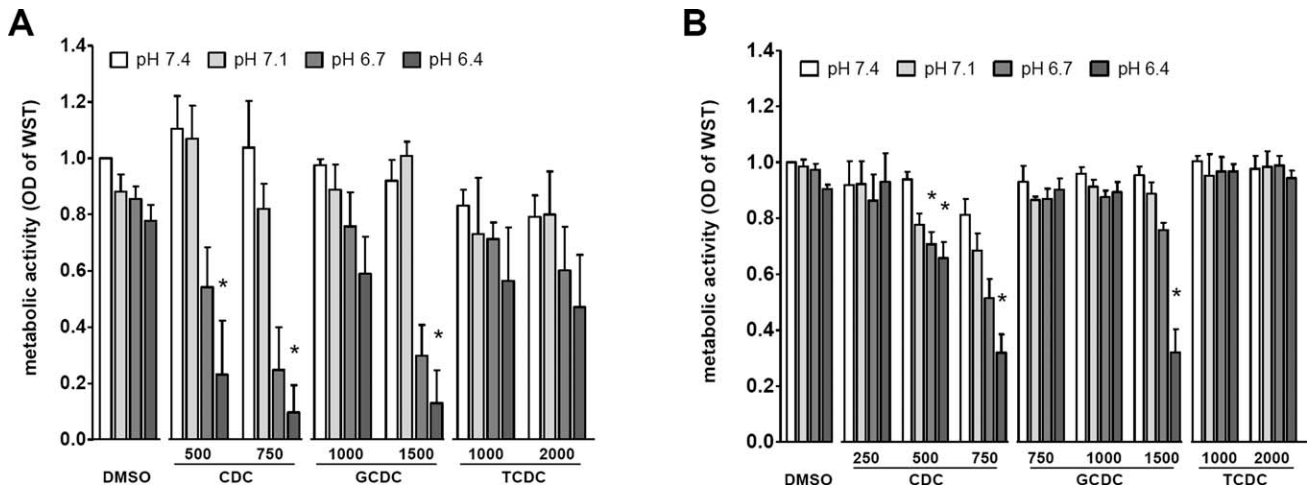 A
metabolic activity (OD of WST)
1.4
1.2
1.0
0.8
0.6
0.4
0.2
0.0
pH 7.4 pH 7.1 pH 6.7 pH 6.4
* * *
500 750 1000 1500 1000 2000
DMSO CDC GCDC TCDC
B
metabolic activity (OD of WST)
1.4
1.2
1.0
0.8
0.6
0.4
0.2
0.0
pH 7.4 pH 7.1 pH 6.7 pH 6.4
* * * *
250 500 750 750 1000 1500 1000 2000
DMSO CDC GCDC TCDC